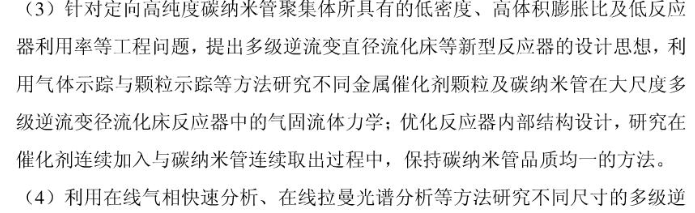 （3）针对定向高纯度碳纳米管聚集体所具有的低密度、高体积膨胀比及低反应
器利用率等工程问题，提出多级逆流变直径流化床等新型反应器的设计思想，利
用气体示踪与颗粒示踪等方法研究不同金属催化剂颗粒及碳纳米管在大尺度多
级逆流变径流化床反应器中的气固流体力学；优化反应器内部结构设计，研究在
催化剂连续加入与碳纳米管连续取出过程中，保持碳纳米管品质均一的方法。
（4）利用在线气相快速分析、在线拉曼光谱分析等方法研究不同尺寸的多级逆